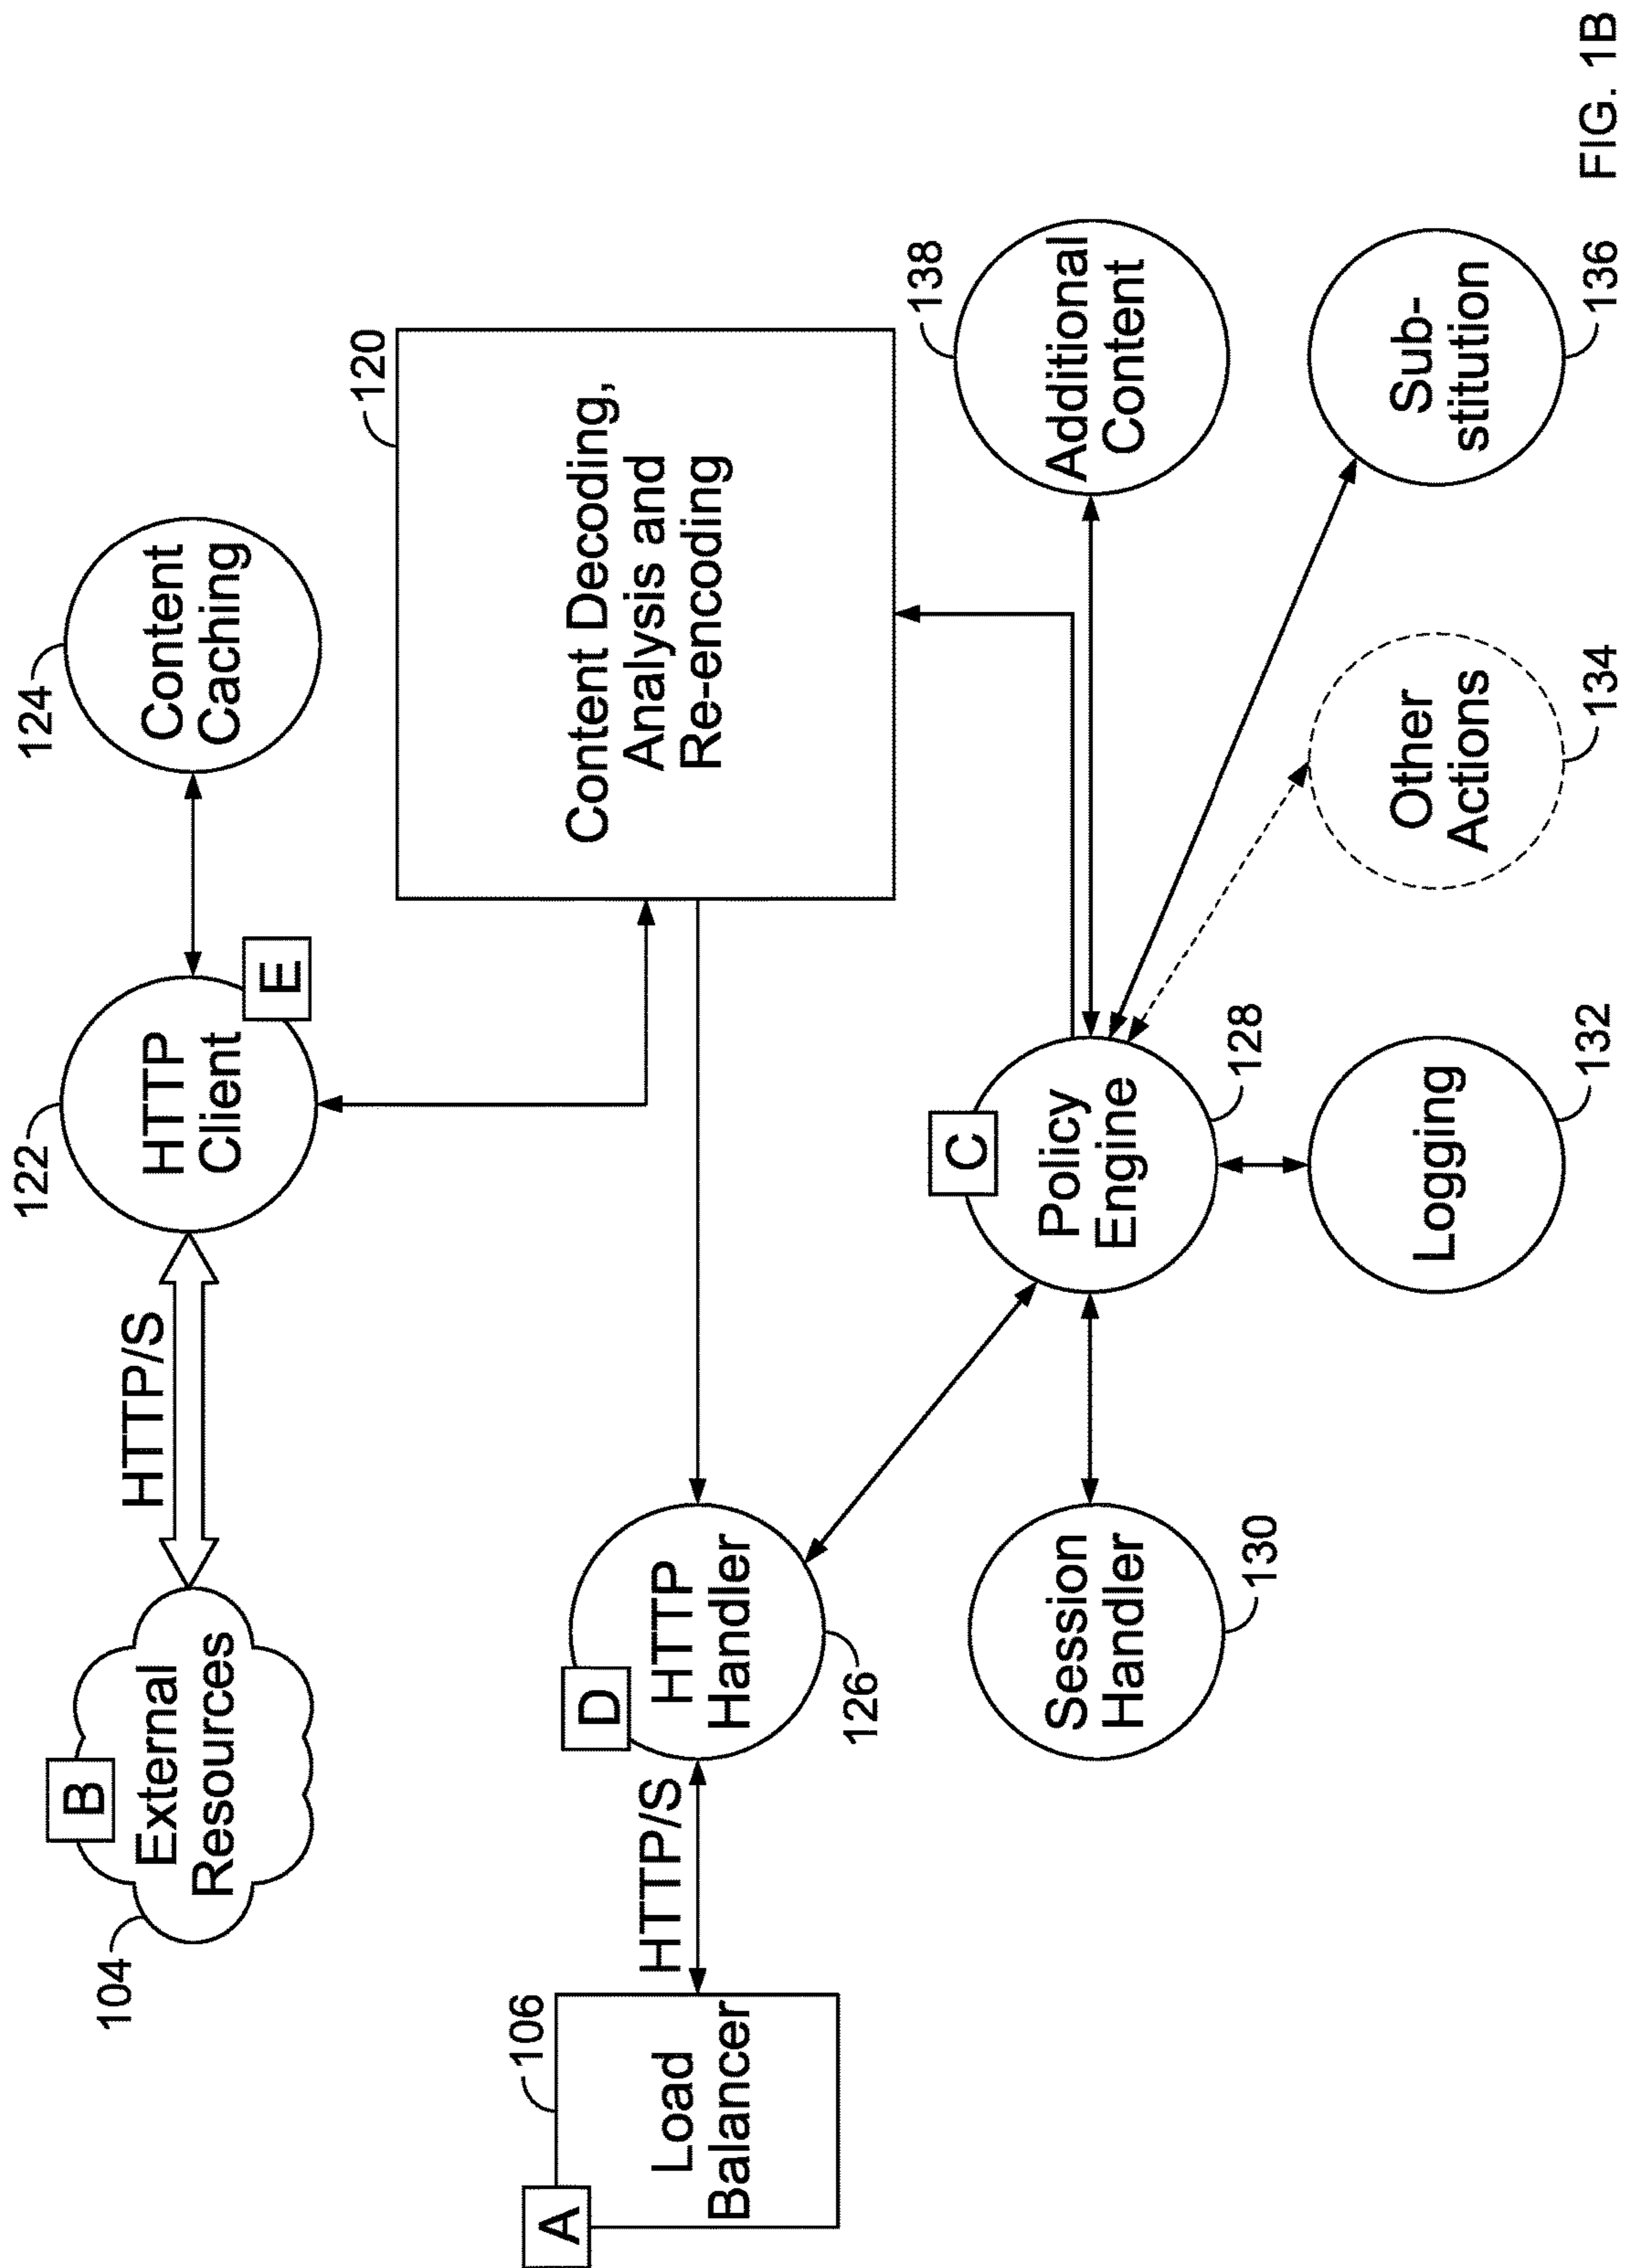 124
Content
Caching
122
HTTP
Client
E
HTTP/S
B
External
Resources
104
120
Content Decoding,
Analysis and
Re-encoding
D
HTTP
Handler
126
HTTP/S
106
A
Load
Balancer
138
Additional
Content
C
Policy
Engine
128
Session
Handler
130
Sub-
stitution
136
Other
Actions
134
Logging
132
FIG. 1B